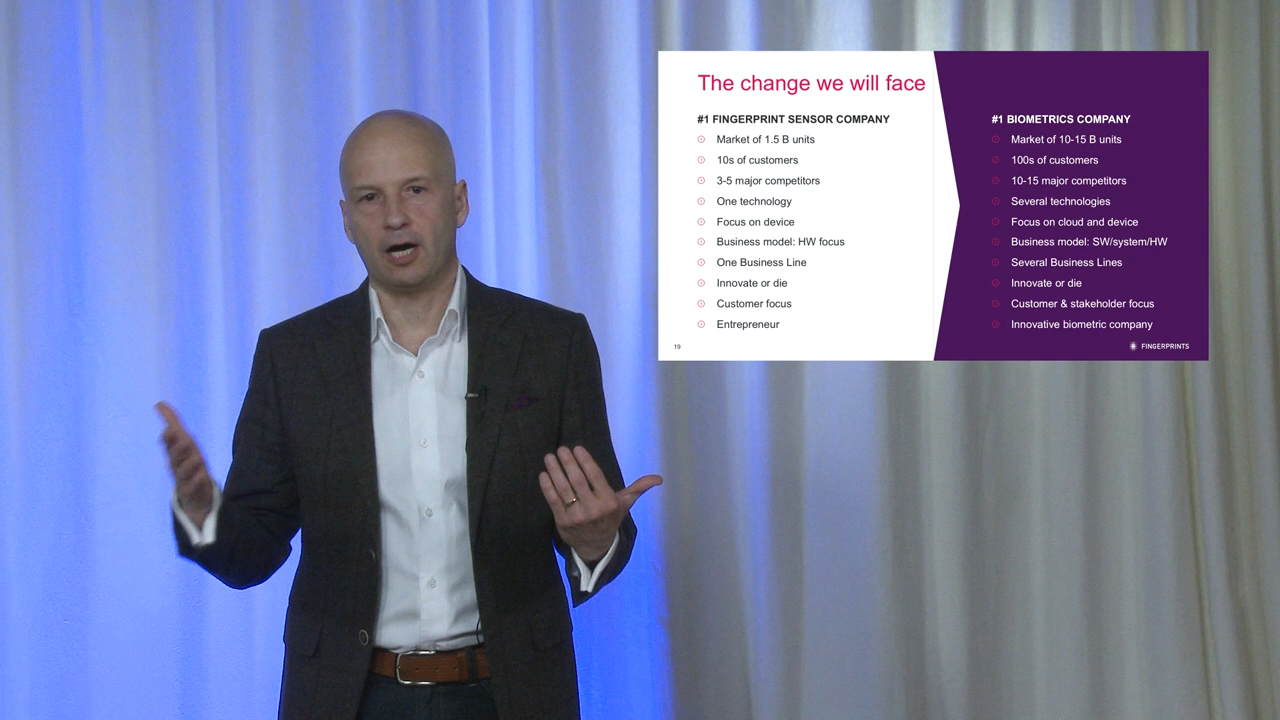 The change we will face
#1 FINGERPRINT SENSOR COMPANY
Market of 1.5 B units
10s of customers
3-5 major competitors
One technology
Focus on device
Business model: HW focus
One Business Line
Innovate or die
Customer focus
Entrepreneur
19
#1 BIOMETRICS COMPANY
Market of 10-15 B units
100s of customers
10-15 major competitors
Several technologies
Focus on cloud and device
Business model: SW/system/HW
Several Business Lines
Innovate or die
Customer & stakeholder focus
Innovative biometric company
FINGERPRINTS